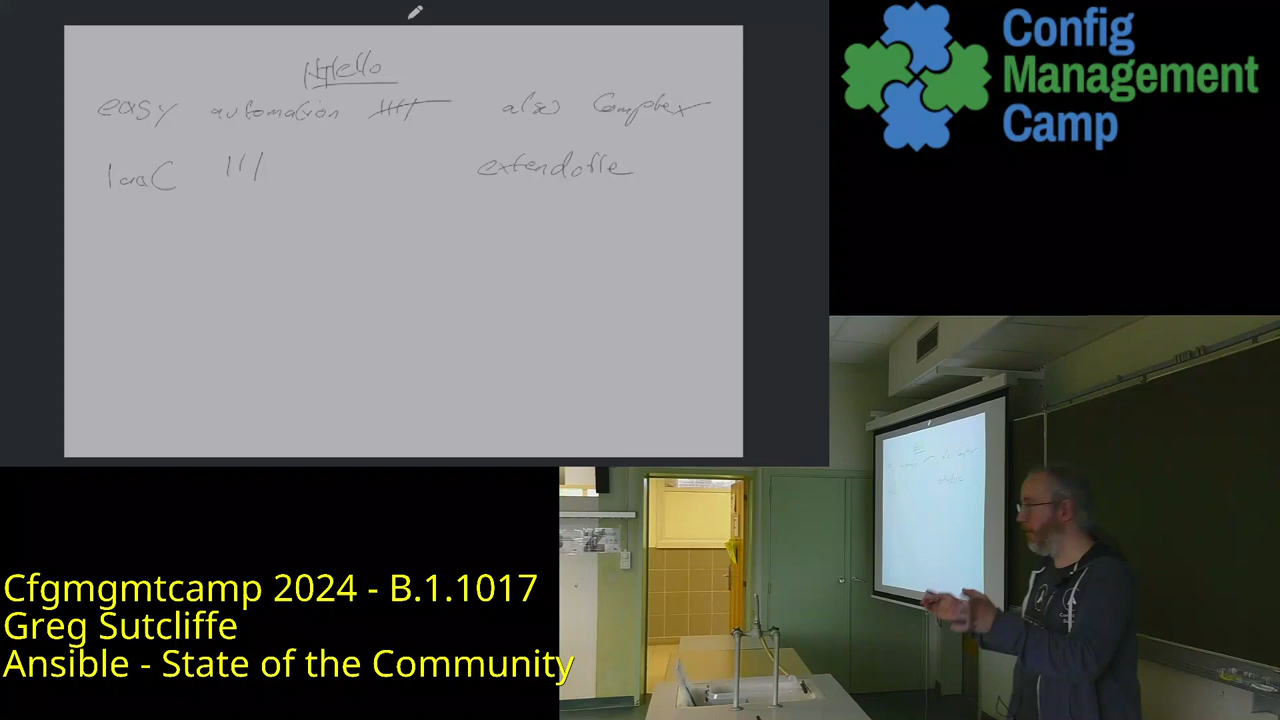 Hello
easy automation also Complex
IaaC extendable
Config
Management
Camp
Cfgmgmtcamp 2024 - B.1.1017
Greg Sutcliffe
Ansible - State of the Community